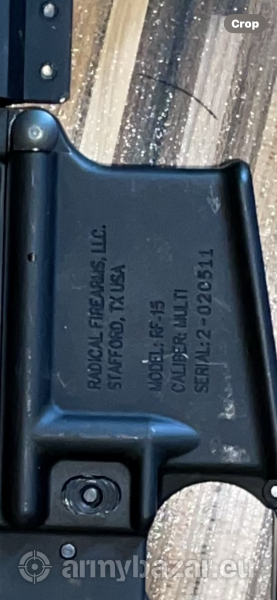 Crop
RADICAL FIREARMS, LLC.
STAFFORD, TX USA
MODEL: RF-15
CALIBER: MULTI
SERIAL: 2-020511
armybazar.eu